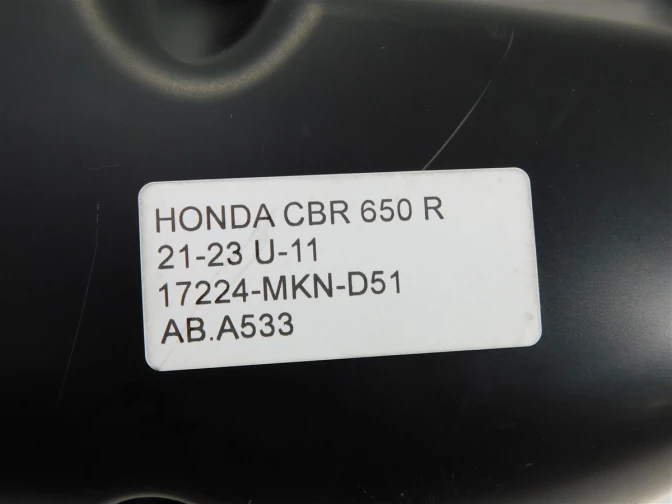 HONDA CBR 650 R
21-23 U-11
17224-MKN-D51
AB.A533